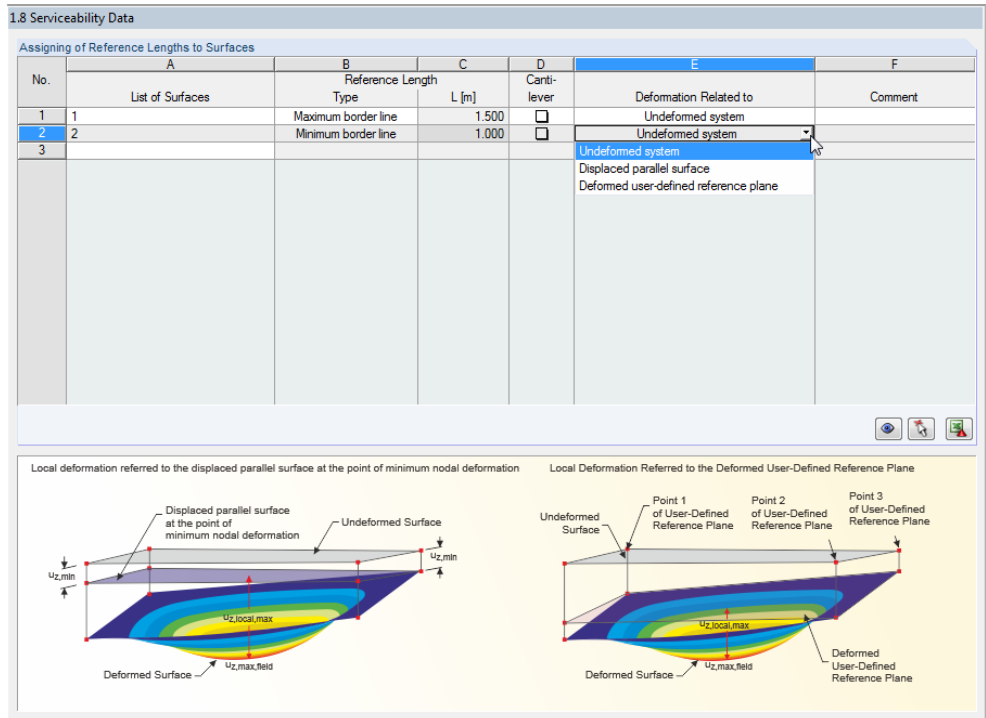 1.8 Serviceability Data
Assigning of Reference Lengths to Surfaces
A B C D E F
No. Reference Length Canti-
List of Surfaces Type L [m] lever Deformation Related to Comment
1 1 Maximum border line 1.500 Undeformed system
2 2 Minimum border line 1.000 Undeformed system
3 Undeformed system
Displaced parallel surface
Deformed user-defined reference plane
Local deformation referred to the displaced parallel surface at the point of minimum nodal deformation
Displaced parallel surface
at the point of
minimum nodal deformation
Undeformed Surface
uz,min
uz,min
uz,local,max
uz,max,field
Deformed Surface
Local Deformation Referred to the Deformed User-Defined Reference Plane
Undeformed
Surface
Point 1
of User-Defined
Reference Plane
Point 2
of User-Defined
Reference Plane
Point 3
of User-Defined
Reference Plane
uz,local,max
uz,max,field
Deformed Surface
Deformed
User-Defined
Reference Plane